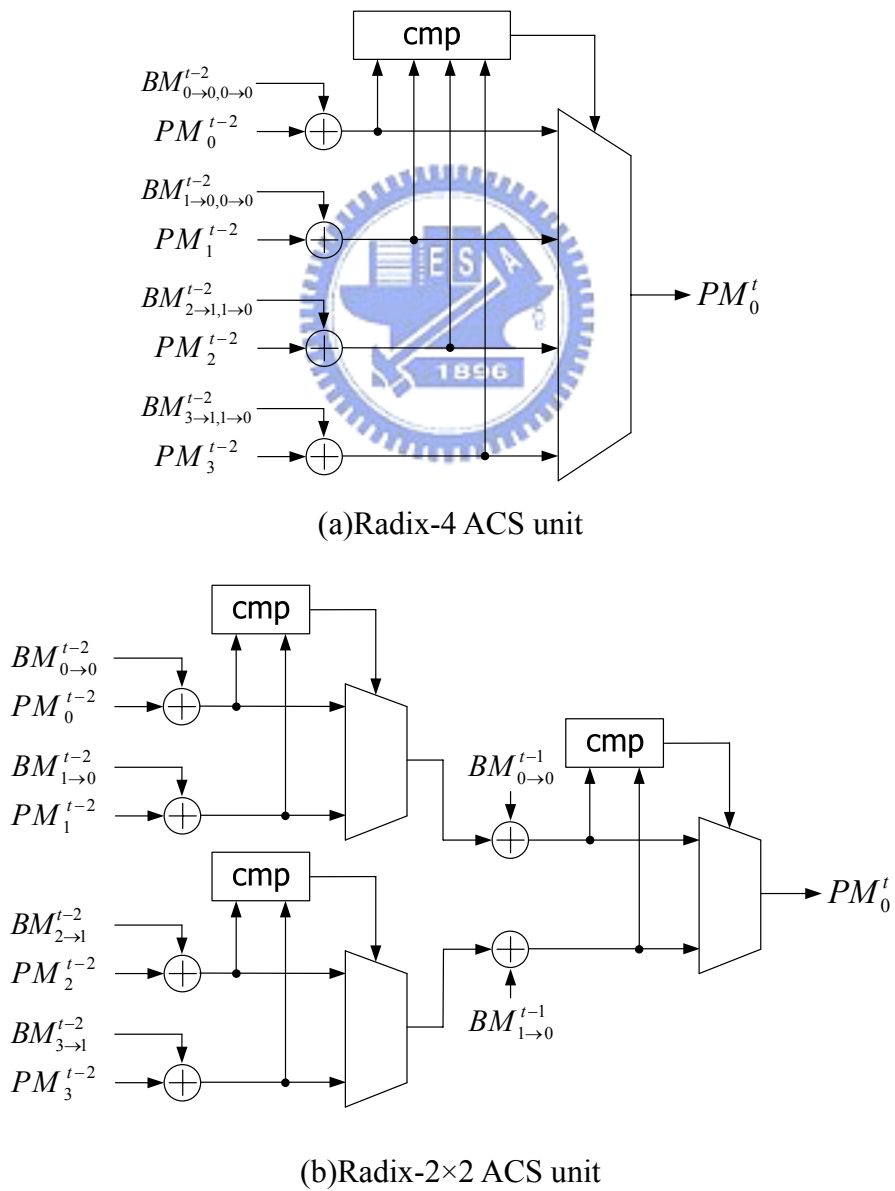 cmp
BM^{t-2}_{0→0,0→0}
PM^{t-2}_0
BM^{t-2}_{1→0,0→0}
PM^{t-2}_1
E S A
BM^{t-2}_{2→1,1→0}
PM^{t-2}_2
1896
BM^{t-2}_{3→1,1→0}
PM^{t-2}_3
PM^t_0
(a)Radix-4 ACS unit
cmp
BM^{t-2}_{0→0}
PM^{t-2}_0
BM^{t-2}_{1→0}
PM^{t-2}_1
cmp
BM^{t-1}_{0→0}
cmp
BM^{t-2}_{2→1}
PM^{t-2}_2
BM^{t-2}_{3→1}
PM^{t-2}_3
BM^{t-1}_{1→0}
PM^t_0
(b)Radix-2×2 ACS unit